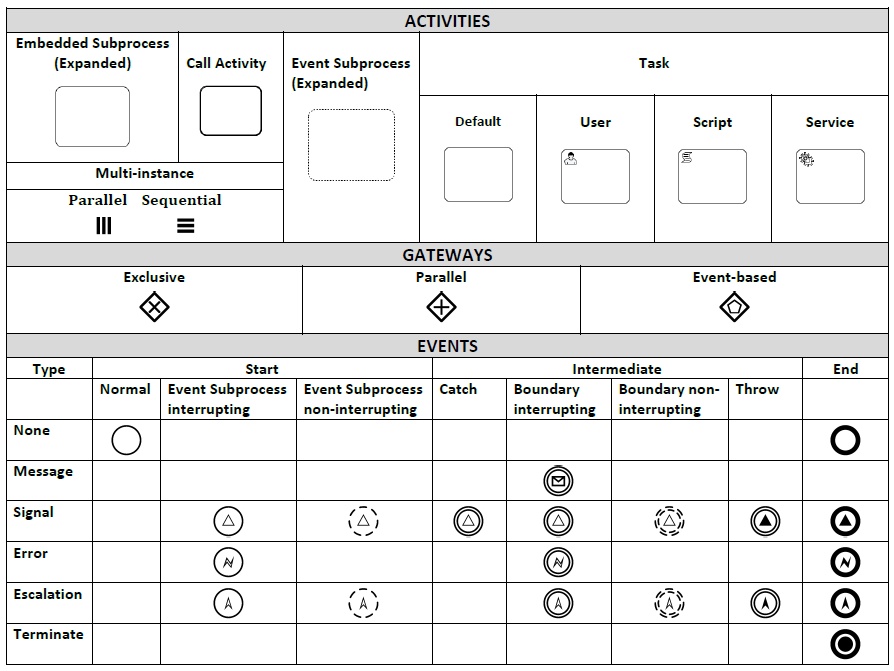 ACTIVITIES
Embedded Subprocess
(Expanded)
Call Activity
Event Subprocess
(Expanded)
Task
Default
User
Script
Service
Multi-instance
Parallel Sequential
GATEWAYS
Exclusive
Parallel
Event-based
EVENTS
Type
Start
Intermediate
End
Normal
Event Subprocess
interrupting
Event Subprocess
non-interrupting
Catch
Boundary
interrupting
Boundary non-
interrupting
Throw
None
Message
Signal
Error
Escalation
Terminate